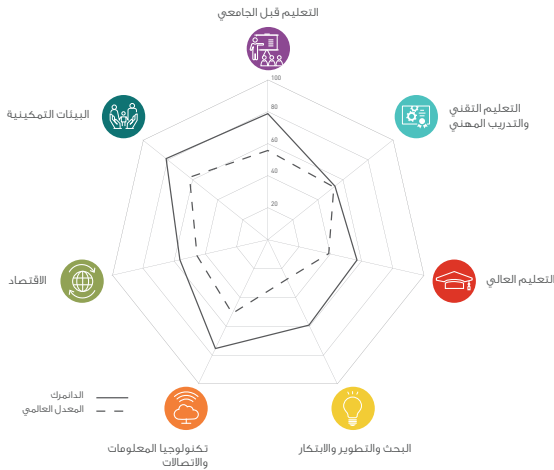 التعليم قبل الجامعي
100
80
60
40
20
التعليم التقني
والتدريب المهني
البيئات التمكينية
التعليم العالي
الاقتصاد
الدانمرك
المعدل العالمي
البحث والتطوير والابتكار
تكنولوجيا المعلومات
والاتصالات